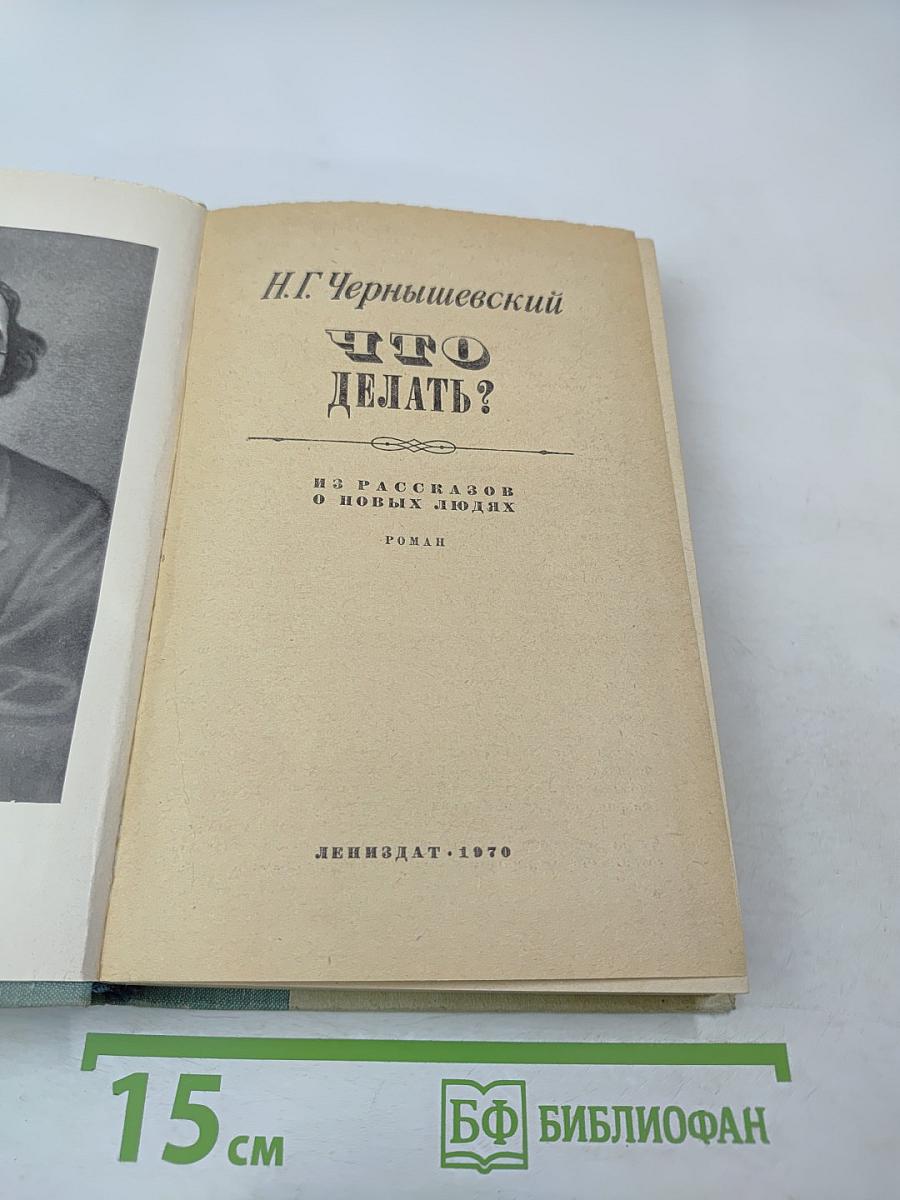 Н.Г. Чернышевский
ЧТО
ДЕЛАТЬ?
ИЗ РАССКАЗОВ
О НОВЫХ ЛЮДЯХ
РОМАН
ЛЕНИЗДАТ · 1970
15 см
БФ БИБЛИОФАН